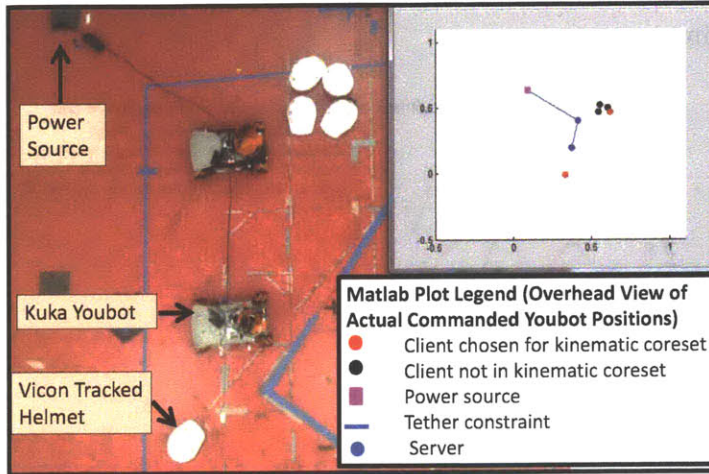 Power
Source
Kuka Youbot
Vicon Tracked
Helmet
1
0.5
0
-0.5
0
0.5
1
Matlab Plot Legend (Overhead View of
Actual Commanded Youbot Positions)
Client chosen for kinematic coreset
Client not in kinematic coreset
Power source
Tether constraint
Server